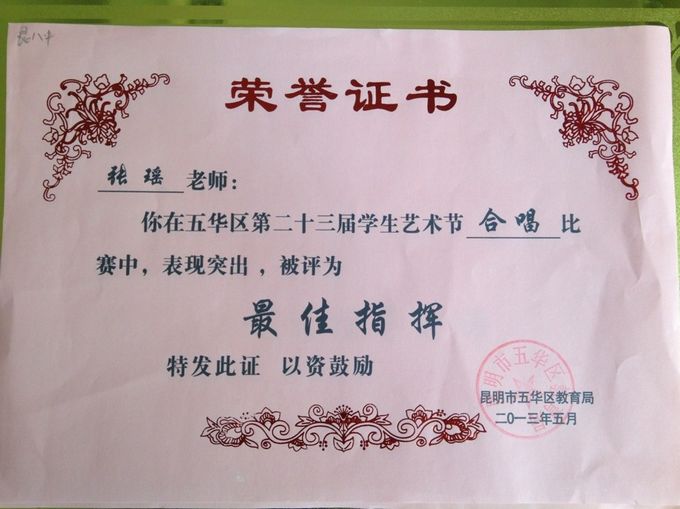 昆八中
荣誉证书
张瑶老师：
你在五华区第二十三届学生艺术节合唱比
赛中，表现突出，被评为
最佳指挥
特发此证 以资鼓励
昆明市五华区教育局
二〇一三年五月